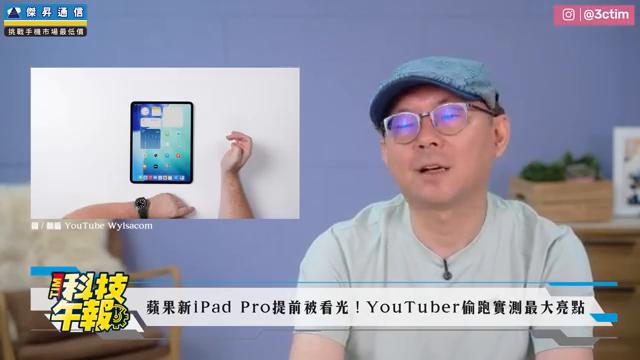 傑昇通信
挑戰手機市場最低價
@3ctim
圖 / 翻攝 YouTube Wylsacom
TIM
科技
午報
蘋果新iPad Pro提前被看光！YouTuber偷跑實測最大亮點